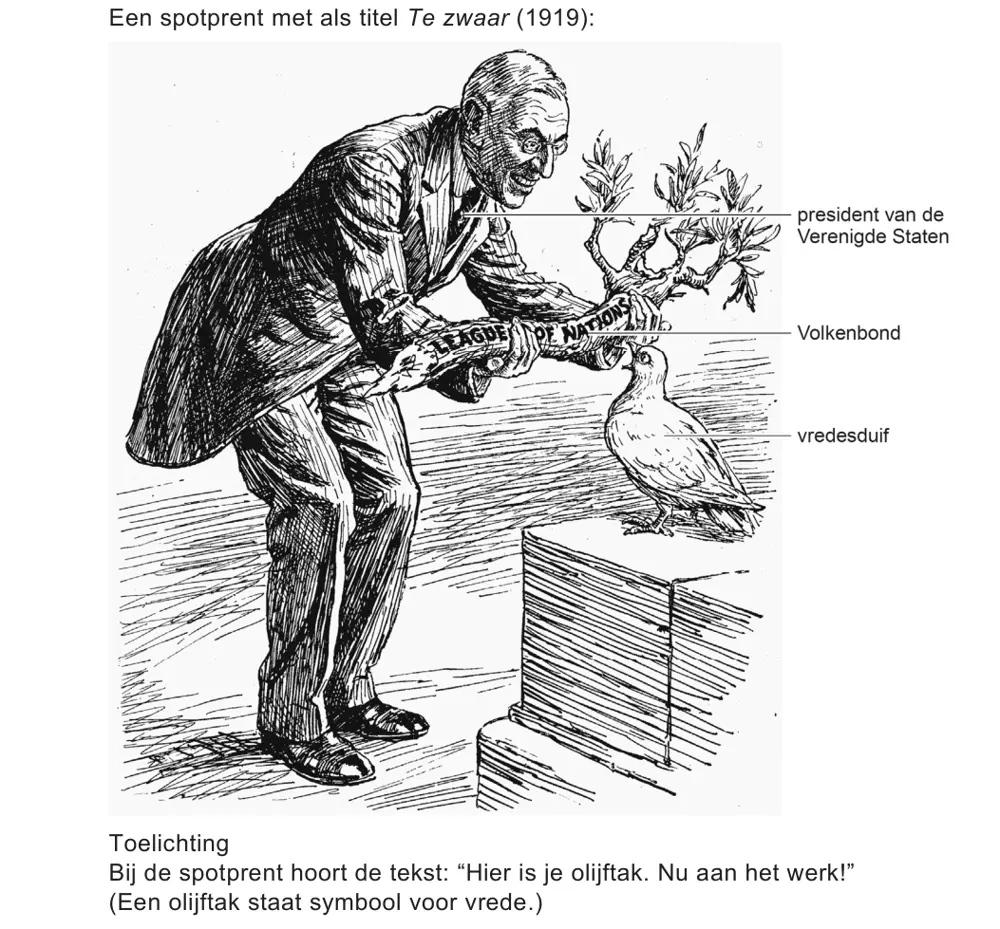 Een spotprent met als titel Te zwaar (1919):
president van de
Verenigde Staten
LEAGUE OF NATIONS
Volkenbond
vredesduif
Toelichting
Bij de spotprent hoort de tekst: “Hier is je olijftak. Nu aan het werk!”
(Een olijftak staat symbool voor vrede.)